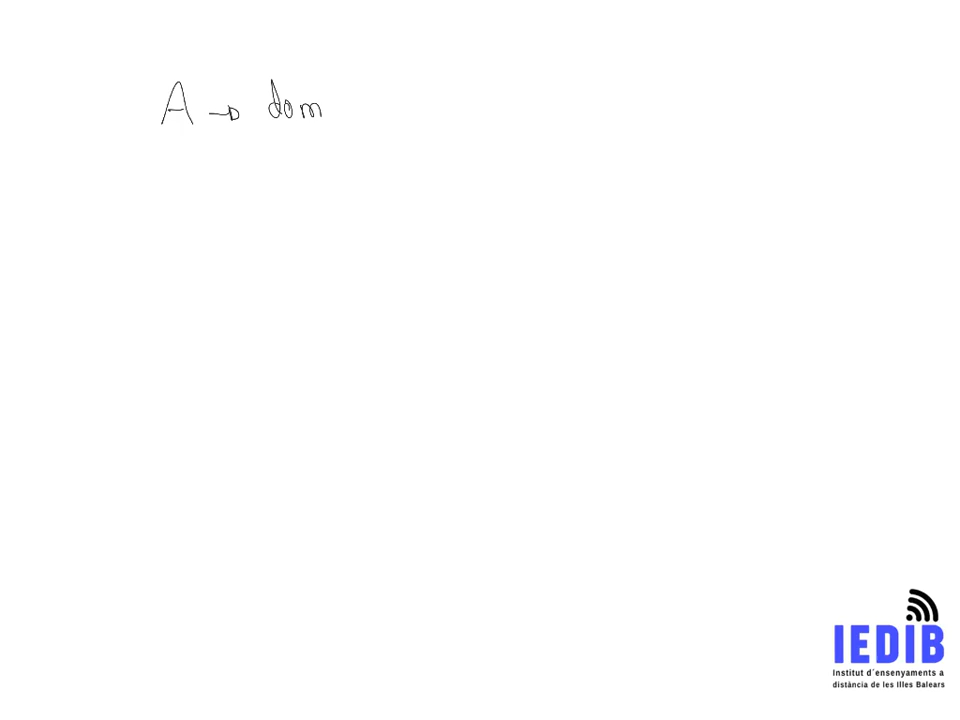 A → dom
IEDIB
Institut d´ensenyaments a
distància de les Illes Balears